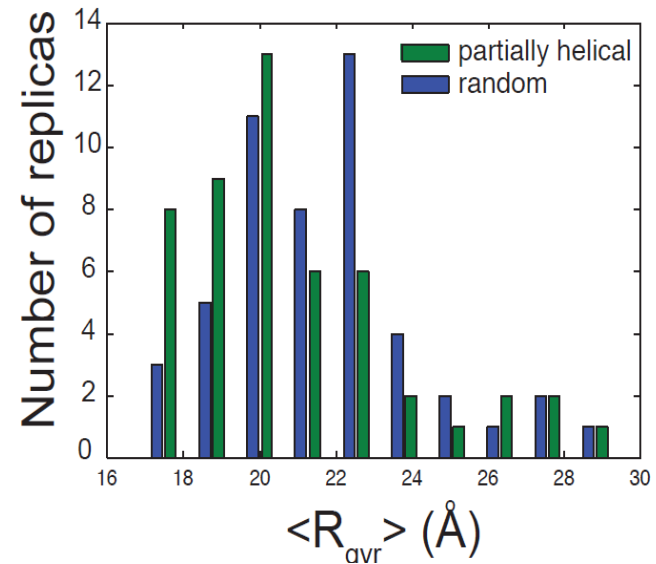 Number of replicas
14
12
10
8
6
4
2
0
partially helical
random
16 18 20 22 24 26 28 30
<R_gyr> (Å)